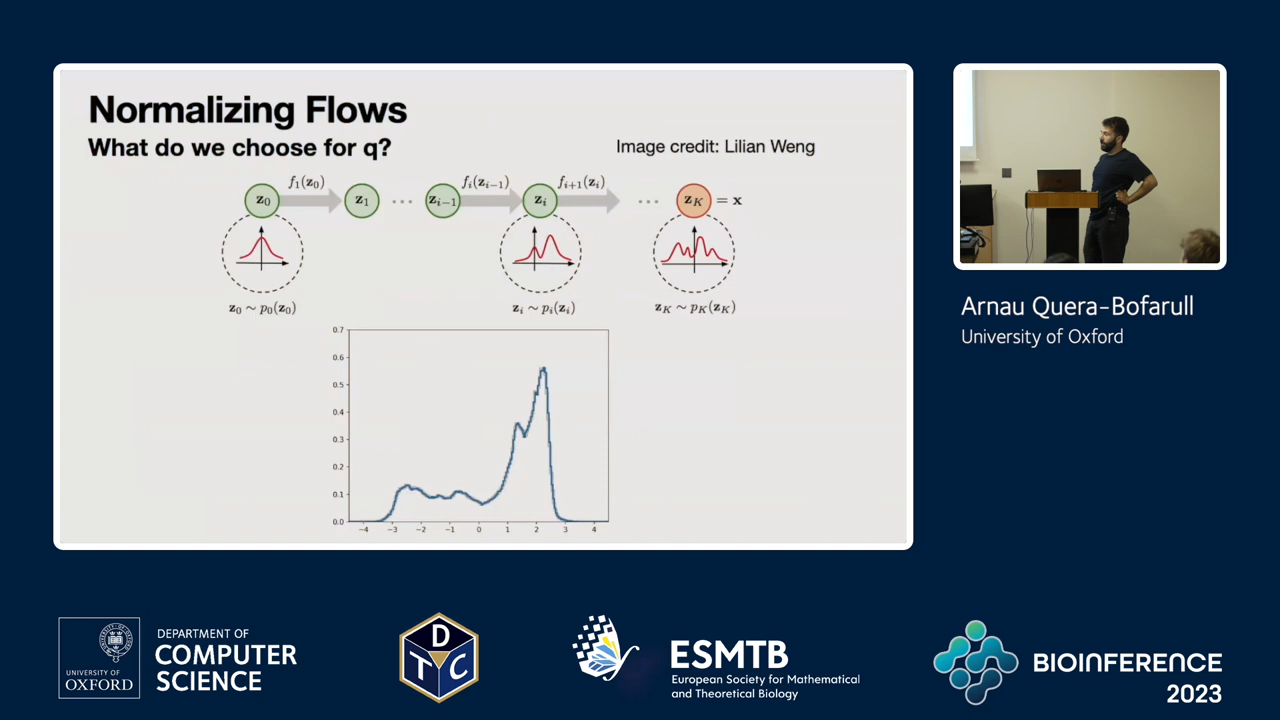 Normalizing Flows
What do we choose for q?
Image credit: Lilian Weng
f₁(z₀) fᵢ(zᵢ₋₁) fᵢ₊₁(zᵢ)
z₀ z₁ ··· zᵢ₋₁ zᵢ ··· z_K = x
z₀ ∼ p₀(z₀) zᵢ ∼ pᵢ(zᵢ) z_K ∼ p_K(z_K)
0.7
0.6
0.5
0.4
0.3
0.2
0.1
0.0
−4 −3 −2 −1 0 1 2 3 4
Arnau Quera-Bofarull
University of Oxford
UNIVERSITY OF
OXFORD
DEPARTMENT OF
COMPUTER
SCIENCE
D
T C
ESMTB
European Society for Mathematical
and Theoretical Biology
BIOINFERENCE
2023